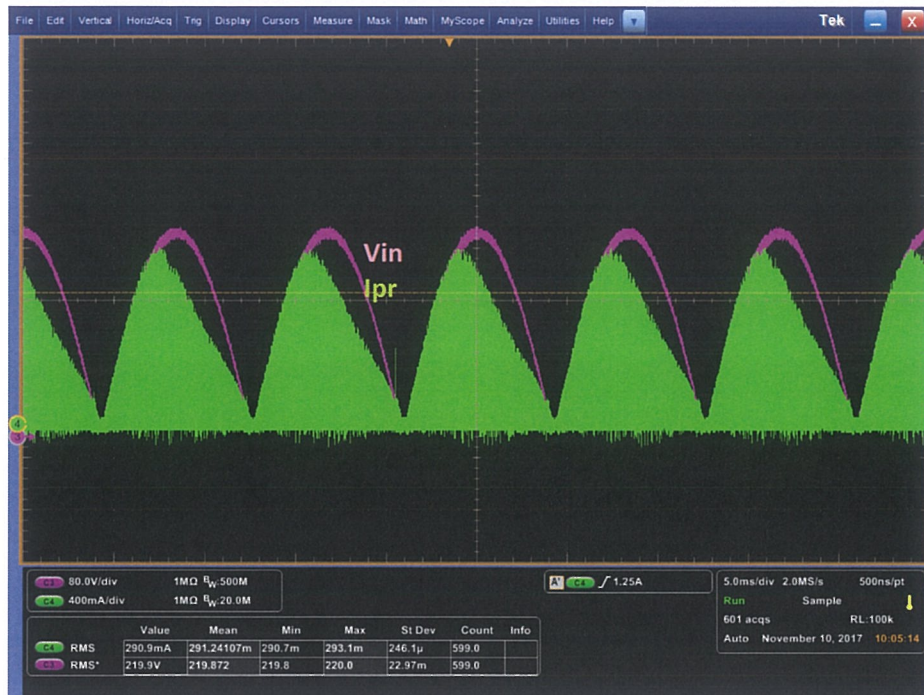 File Edit Vertical Horiz/Acq Trig Display Cursors Measure Mask Math MyScope Analyze Utilities Help Tek X
Vin
Ipr
4
3
C3 80.0V/div 1MΩ BW:500M
C4 400mA/div 1MΩ BW:20.0M
A' C4 1.25A
5.0ms/div 2.0MS/s 500ns/pt
Run Sample
601 acqs RL:100k
Auto November 10, 2017 10:05:14
Value Mean Min Max St Dev Count Info
C4 RMS 290.9mA 291.24107m 290.7m 293.1m 246.1µ 599.0
C3 RMS* 219.9V 219.872 219.8 220.0 22.97m 599.0